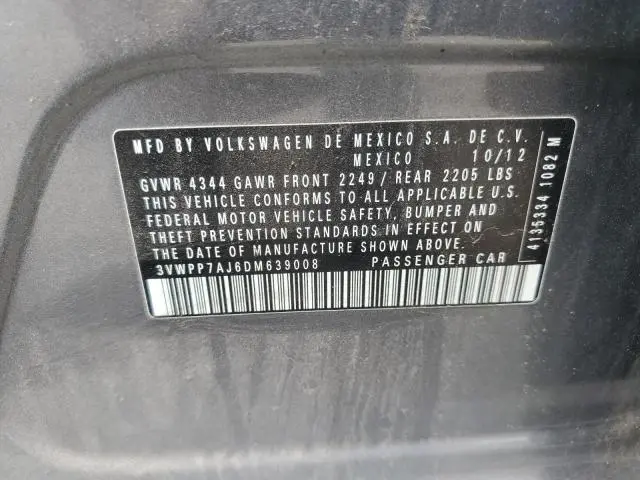 MFD BY VOLKSWAGEN DE MEXICO S.A. DE C.V.
MEXICO 10/12
GVWR 4344 GAWR FRONT 2249/ REAR 2205 LBS
THIS VEHICLE CONFORMS TO ALL APPLICABLE U.S.
FEDERAL MOTOR VEHICLE SAFETY, BUMPER AND
THEFT PREVENTION STANDARDS IN EFFECT ON
THE DATE OF MANUFACTURE SHOWN ABOVE.
3VWPP7AJ6DM639008 PASSENGER CAR
4135334 1082 M